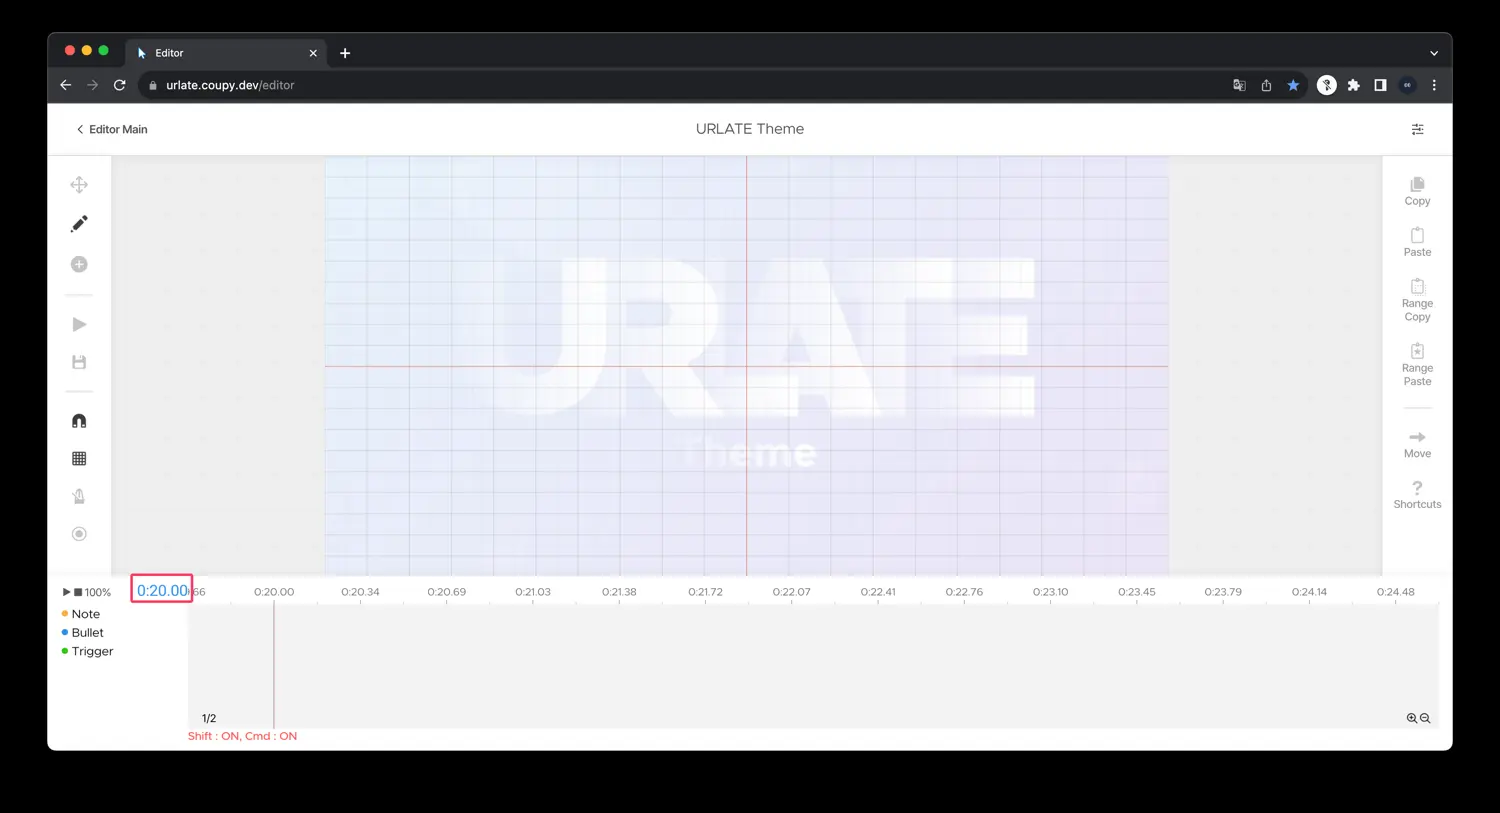 Editor
urlate.coupy.dev/editor
Editor Main
URLATE Theme
URLATE
Theme
Copy
Paste
Range
Copy
Range
Paste
Move
?
Shortcuts
100%
0:20.00 66 0:20.00 0:20.34 0:20.69 0:21.03 0:21.38 0:21.72 0:22.07 0:22.41 0:22.76 0:23.10 0:23.45 0:23.79 0:24.14 0:24.48
Note
Bullet
Trigger
1/2
Shift : ON, Cmd : ON